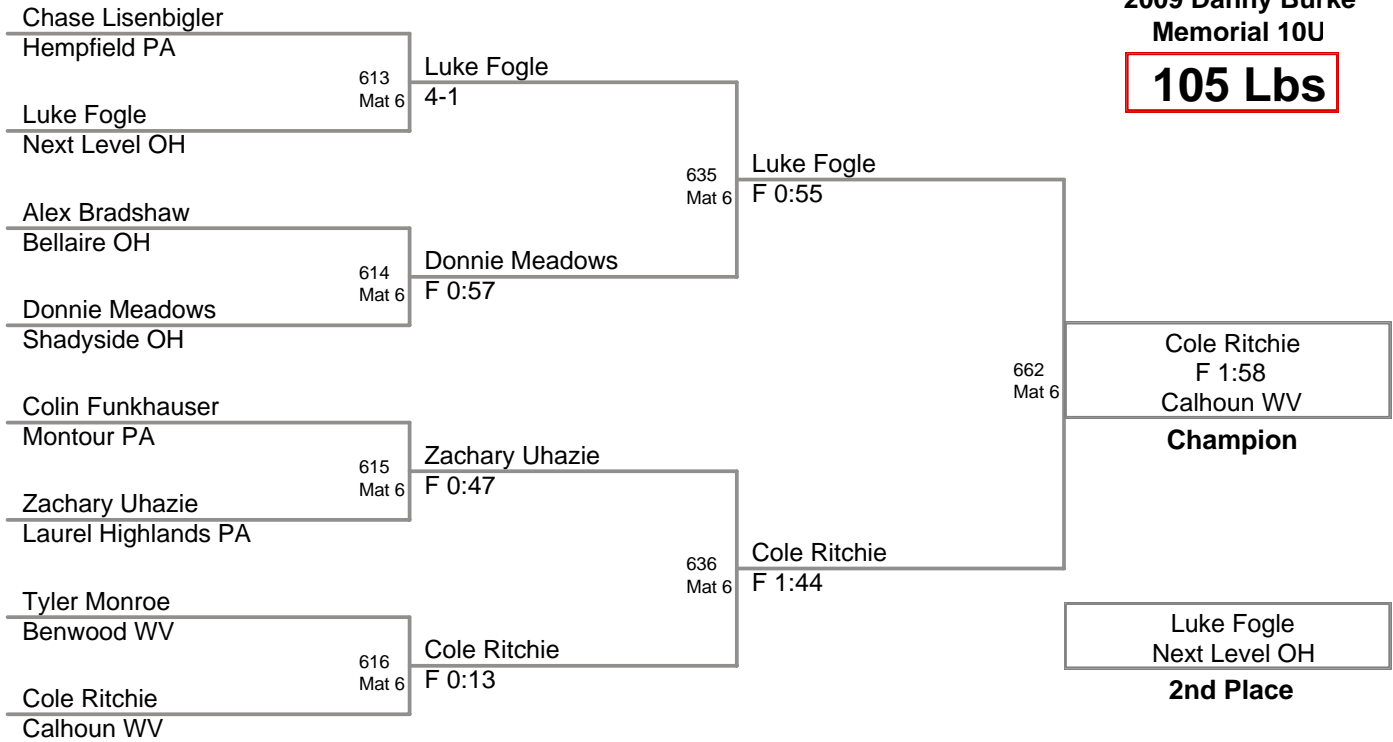 2009 Danny Burke
Memorial 10U
105 Lbs
Chase Lisenbigler
Hempfield PA
613
Mat 6
Luke Fogle
4-1
Luke Fogle
Next Level OH
635
Mat 6
Luke Fogle
F 0:55
Alex Bradshaw
Bellaire OH
614
Mat 6
Donnie Meadows
F 0:57
Donnie Meadows
Shadyside OH
662
Mat 6
Cole Ritchie
F 1:58
Calhoun WV
Champion
Colin Funkhauser
Montour PA
615
Mat 6
Zachary Uhazie
F 0:47
Zachary Uhazie
Laurel Highlands PA
636
Mat 6
Cole Ritchie
F 1:44
Tyler Monroe
Benwood WV
616
Mat 6
Cole Ritchie
F 0:13
Cole Ritchie
Calhoun WV
Luke Fogle
Next Level OH
2nd Place